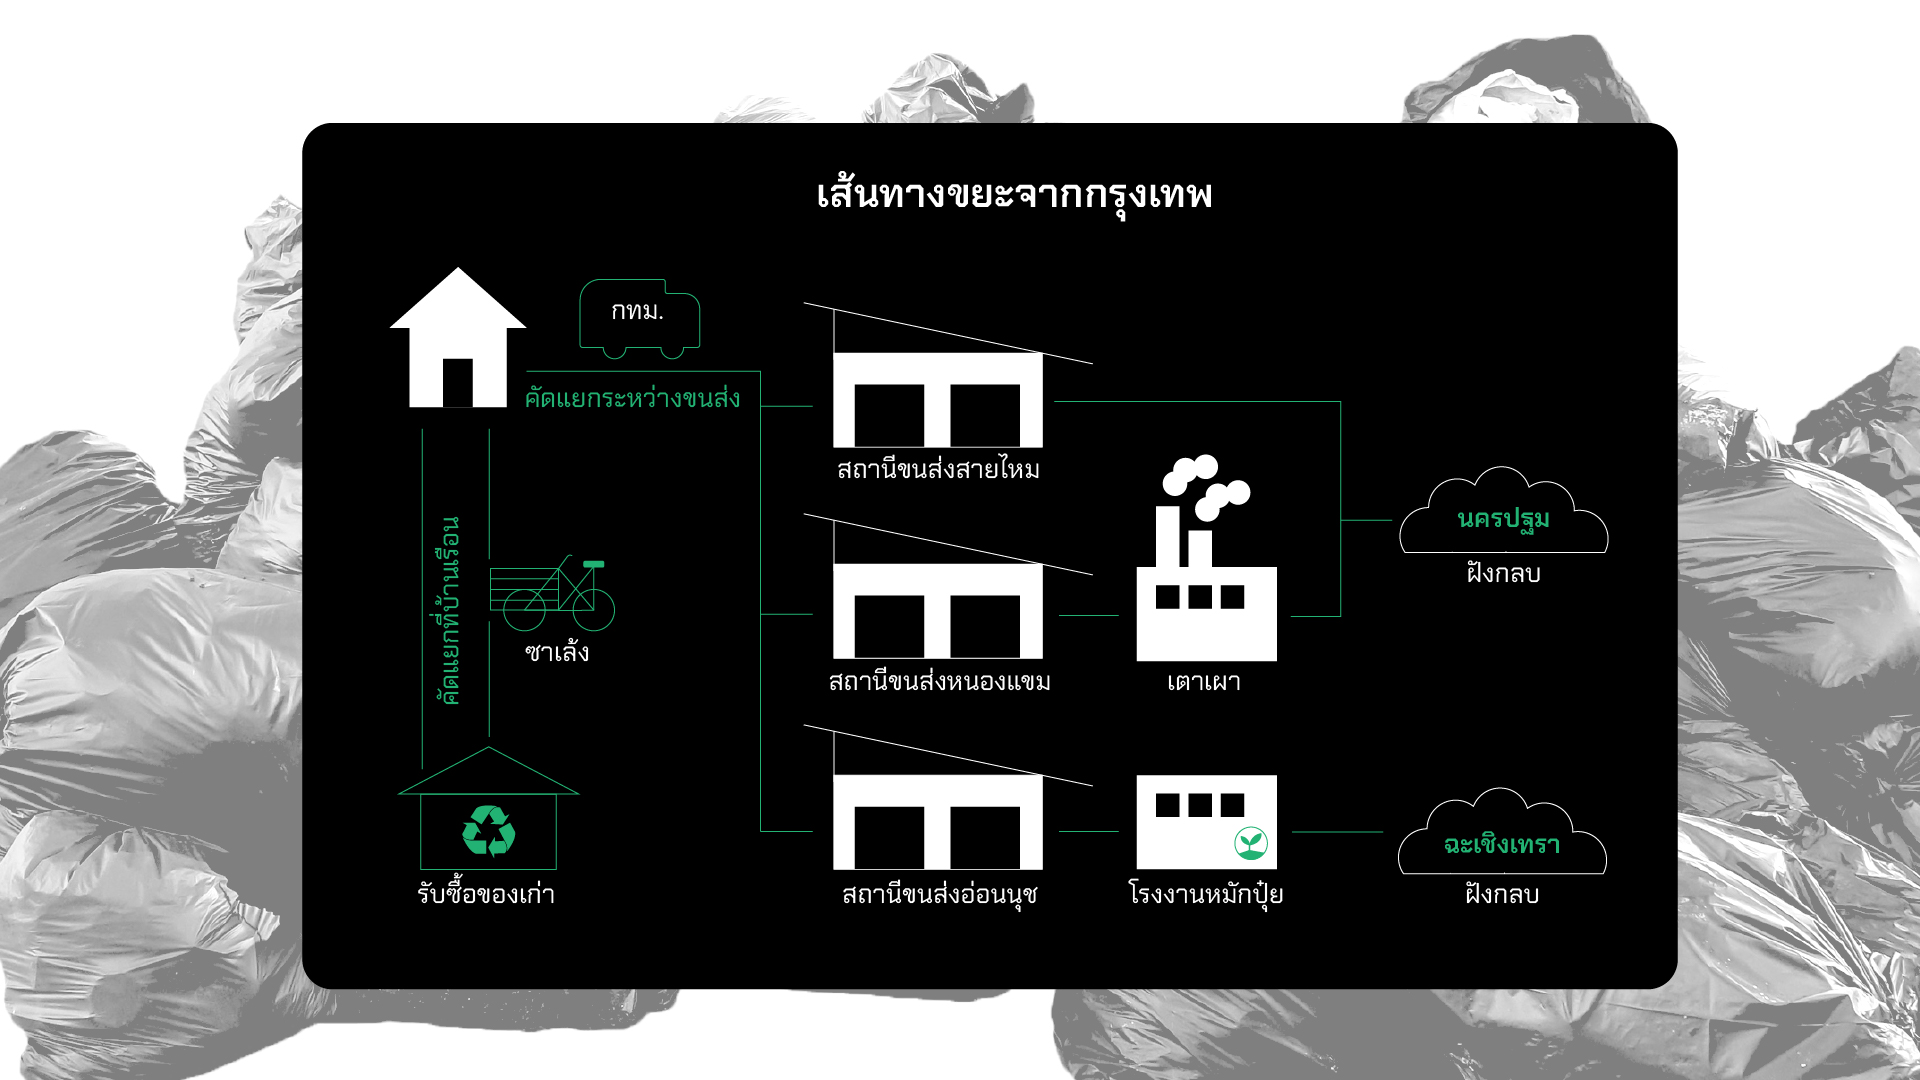 เส้นทางขยะจากกรุงเทพ
กทม.
คัดแยกระหว่างขนส่ง
สถานีขนส่งสายไหม
นครปฐม
ฝังกลบ
คัดแยกที่บ้านเรือน
ซาเล้ง
สถานีขนส่งหนองแขม
เตาเผา
ฉะเชิงเทรา
รับซื้อของเก่า
สถานีขนส่งอ่อนนุช
โรงงานหมักปุ๋ย
ฝังกลบ